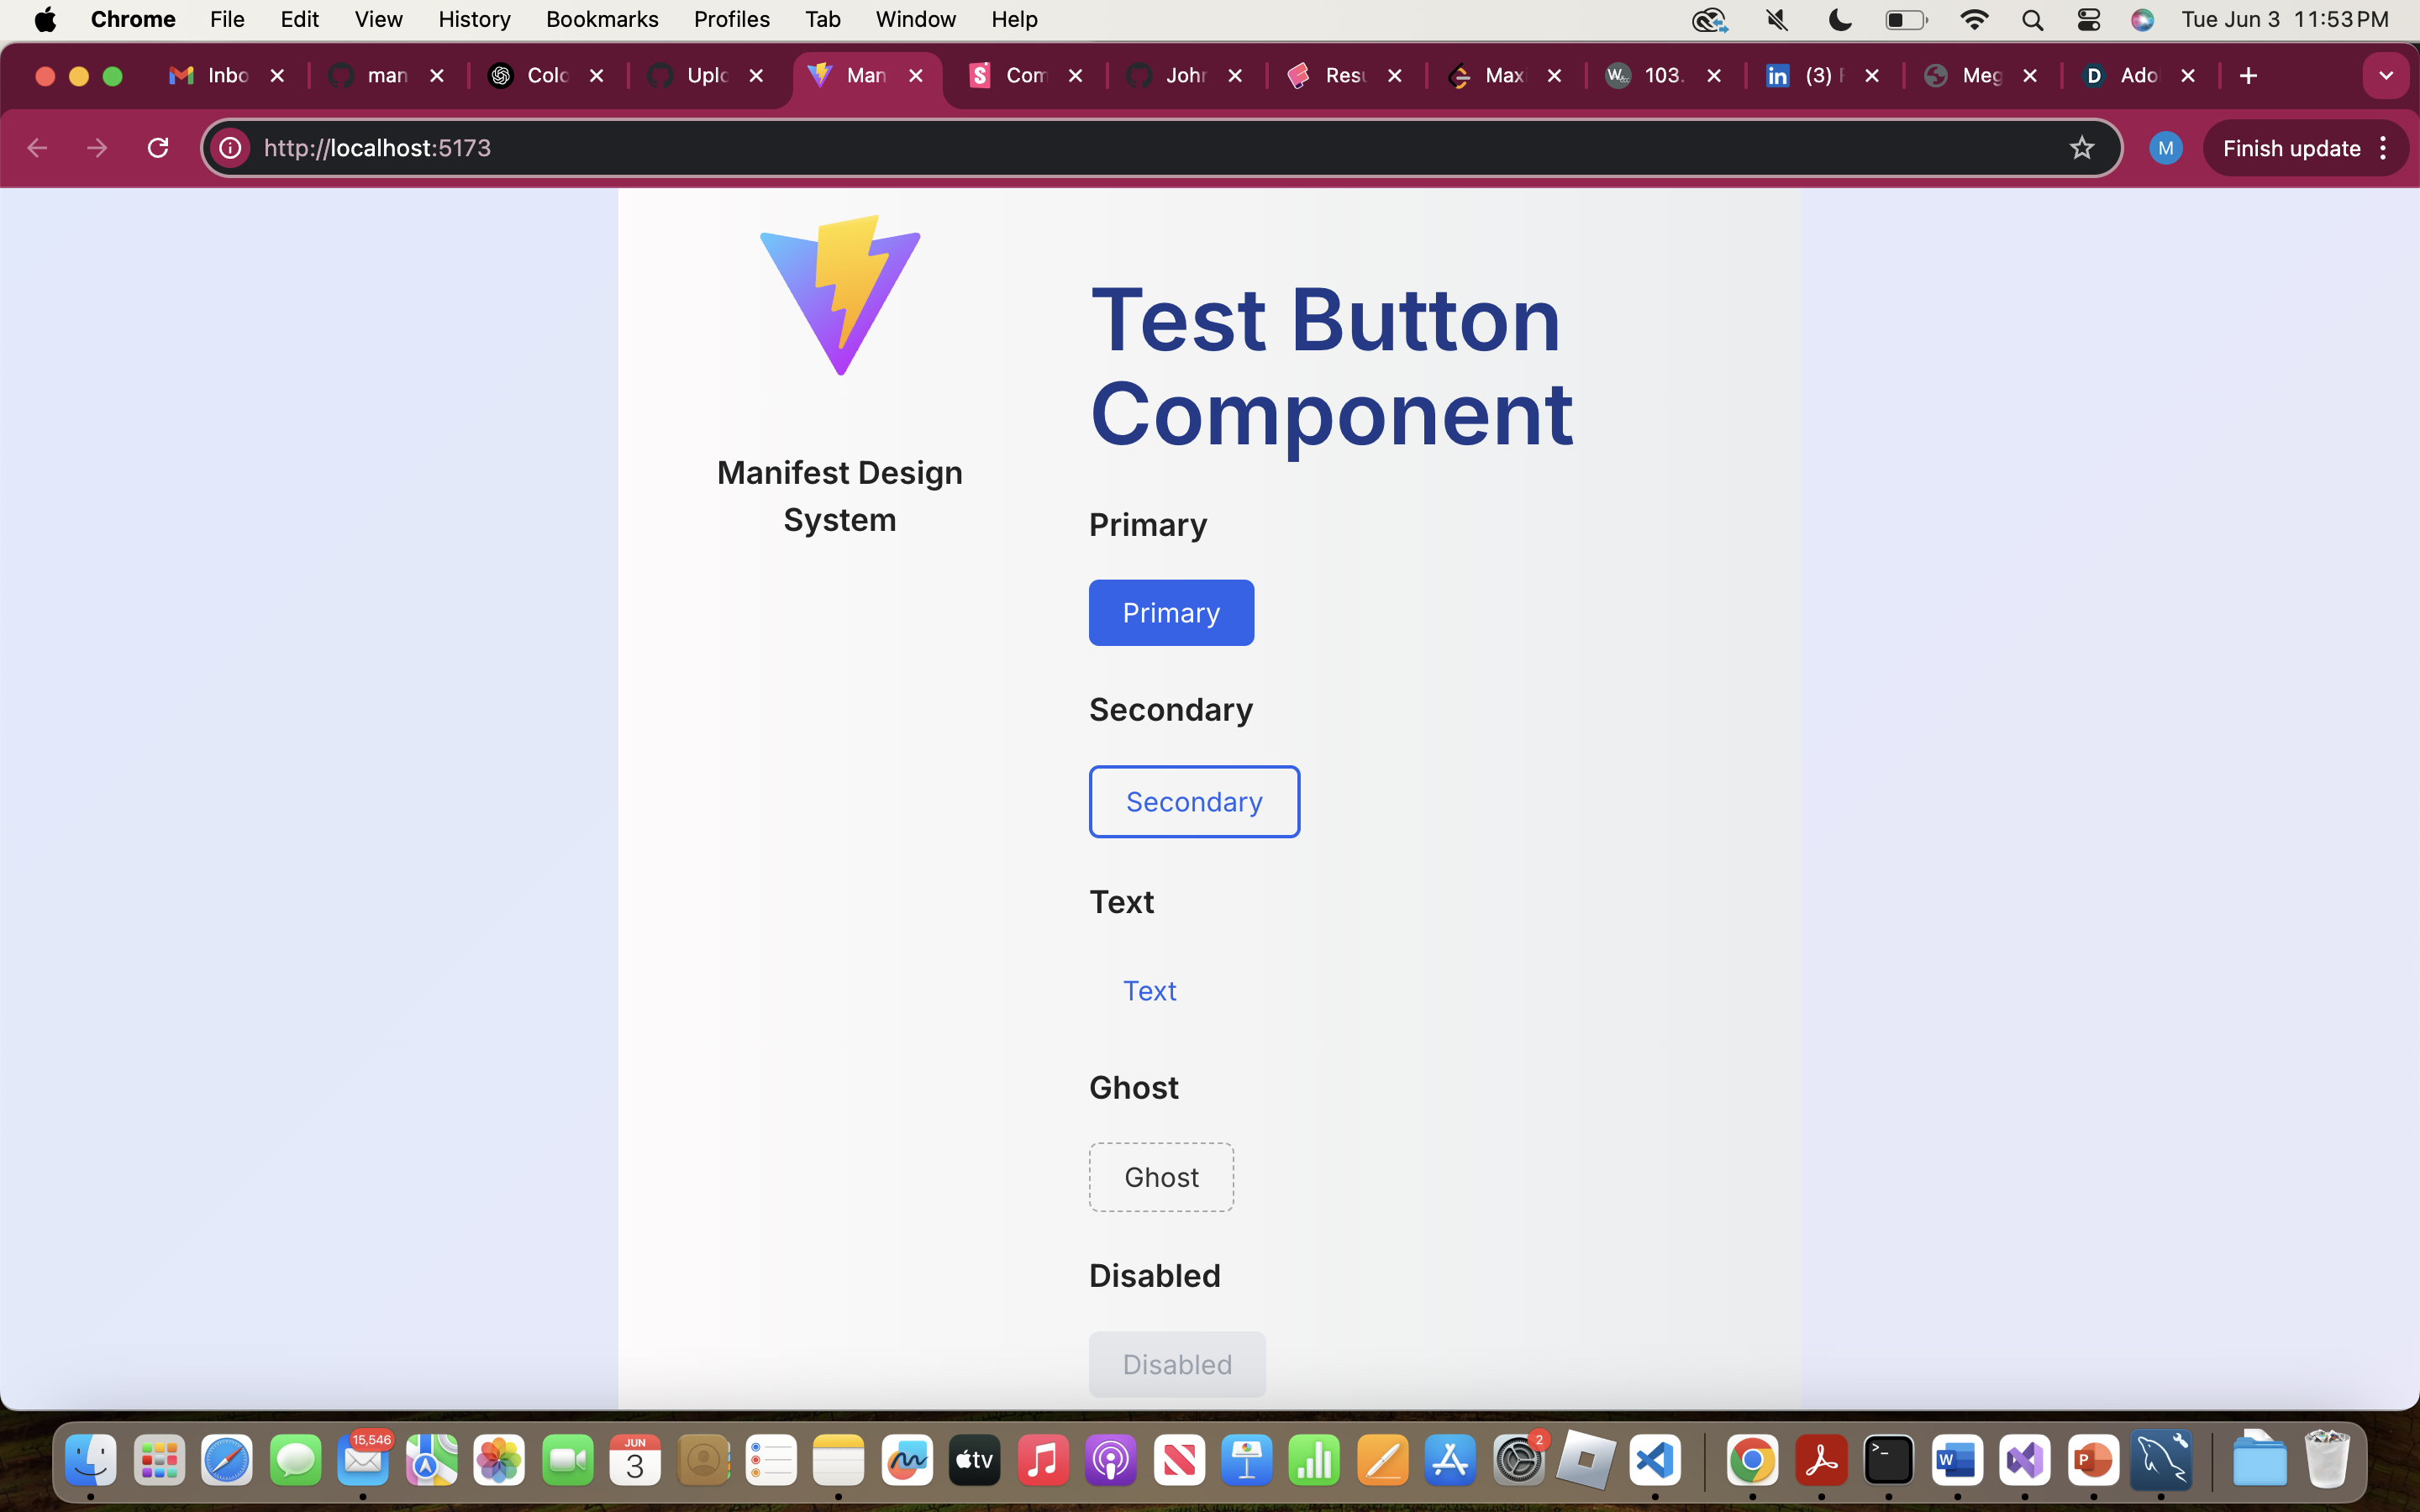 Chrome File Edit View History Bookmarks Profiles Tab Window Help Tue Jun 3 11:53 PM
Inbo man Colo Uplo Man Com John Resu Max 103. (3) Meg Ado
http://localhost:5173 M Finish update
Test Button
Component
Manifest Design
System
Primary
Primary
Secondary
Secondary
Text
Text
Ghost
Ghost
Disabled
Disabled
15,546 JUN 2
3 tv W P